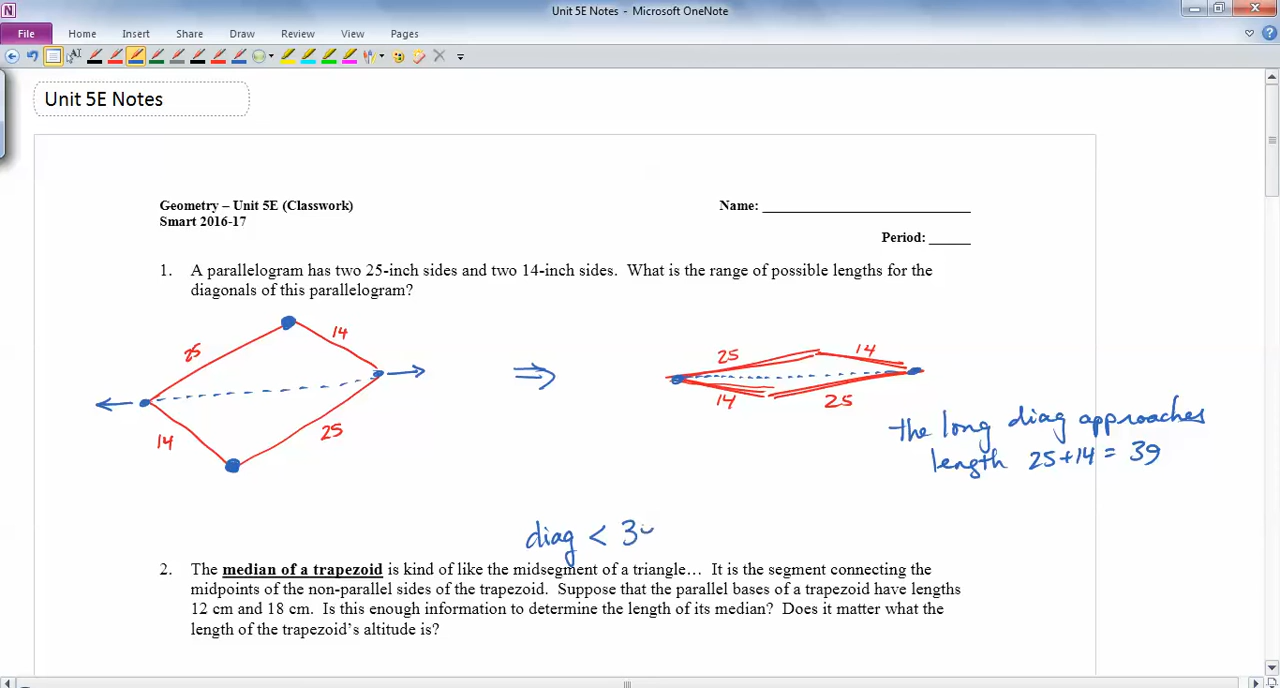 Unit 5E Notes - Microsoft OneNote
File Home Insert Share Draw Review View Pages
Unit 5E Notes
Geometry – Unit 5E (Classwork) Name: ____________________
Smart 2016-17
Period: _____
1. A parallelogram has two 25-inch sides and two 14-inch sides. What is the range of possible lengths for the
diagonals of this parallelogram?
25 14
14 25
25 14
14 25
the long diag approaches
length 25+14 = 39
diag < 3
2. The median of a trapezoid is kind of like the midsegment of a triangle… It is the segment connecting the
midpoints of the non-parallel sides of the trapezoid. Suppose that the parallel bases of a trapezoid have lengths
12 cm and 18 cm. Is this enough information to determine the length of its median? Does it matter what the
length of the trapezoid's altitude is?